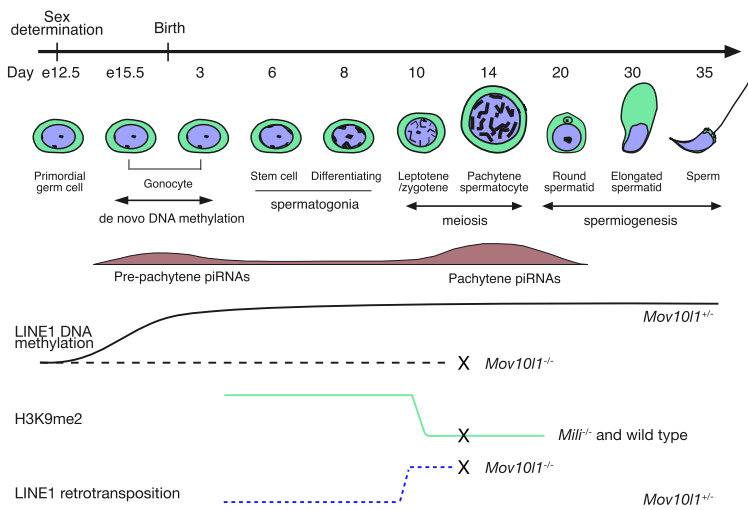 Sex
determination
Birth
Day e12.5 e15.5 3 6 8 10 14 20 30 35
Primordial
germ cell
Gonocyte
Stem cell
Differentiating
Leptotene
/zygotene
Pachytene
spermatocyte
Round
spermatid
Elongated
spermatid
Sperm
de novo DNA methylation
spermatogonia
meiosis
spermiogenesis
Pre-pachytene piRNAs
Pachytene piRNAs
LINE1 DNA
methylation
Mov10l1+/-
X Mov10l1-/-
H3K9me2
X Mili-/- and wild type
X Mov10l1-/-
LINE1 retrotransposition
Mov10l1+/-